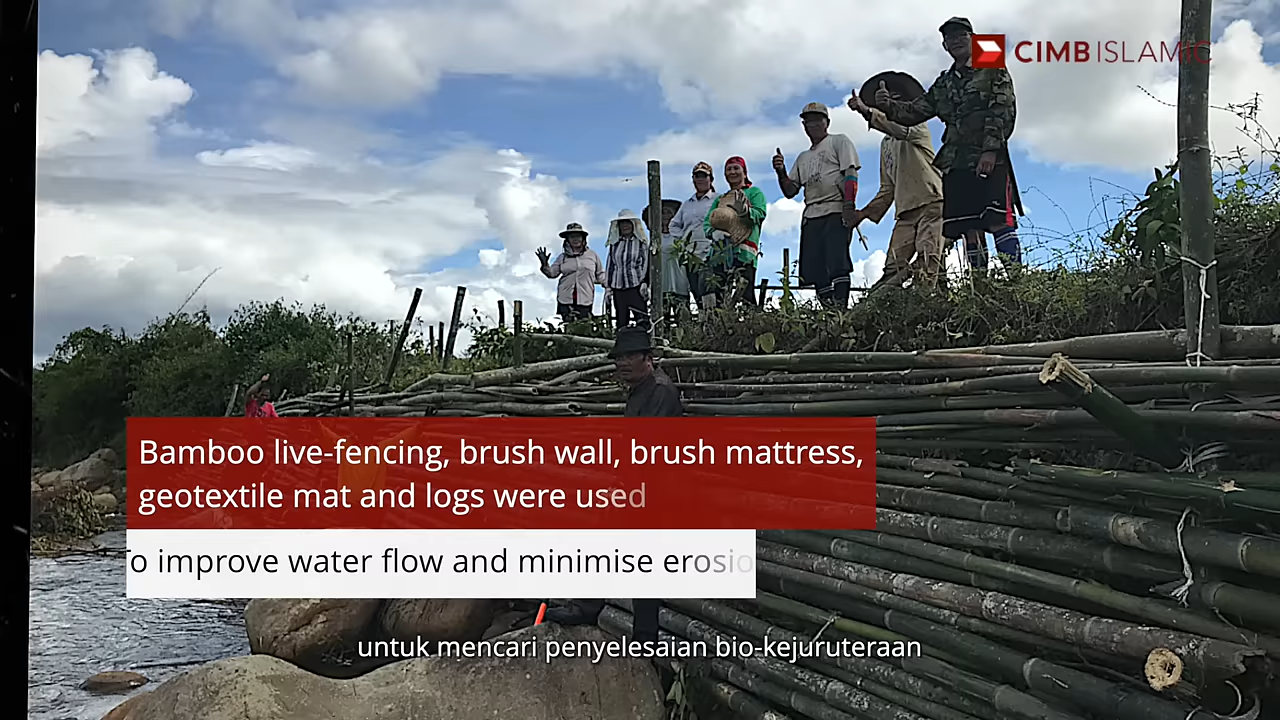 CIMB ISLAMIC
Bamboo live-fencing, brush wall, brush mattress,
geotextile mat and logs were used
To improve water flow and minimise erosio
untuk mencari penyelesaian bio-kejuruteraan